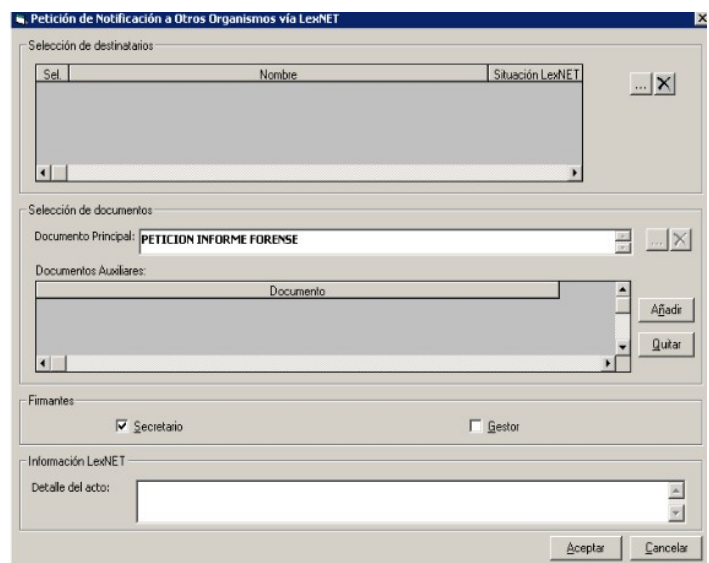 Petición de Notificación a Otros Organismos vía LexNET
Selección de destinatarios
Sel. Nombre Situación LexNET
...
Selección de documentos
Documento Principal: PETICION INFORME FORENSE
...
Documentos Auxiliares:
Documento
Añadir
Quitar
Firmantes
Secretario Gestor
Información LexNET
Detalle del acto:
Aceptar Cancelar